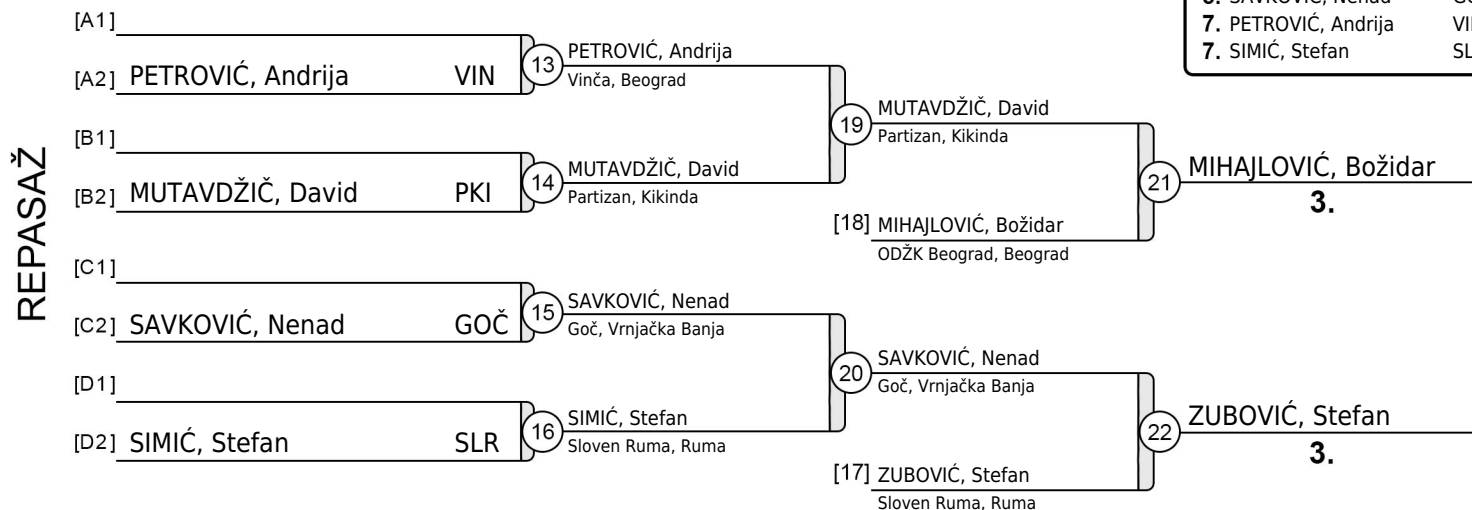 [A1]
[A2] PETROVIĆ, Andrija VIN
13 PETROVIĆ, Andrija
Vinča, Beograd
[B1]
[B2] MUTAVDŽIČ, David PKI
14 MUTAVDŽIČ, David
Partizan, Kikinda
19 MUTAVDŽIČ, David
Partizan, Kikinda
[18] MIHAJLOVIĆ, Božidar
ODŽK Beograd, Beograd
21 MIHAJLOVIĆ, Božidar
3.
REPASAŽ
[C1]
[C2] SAVKOVIĆ, Nenad GOČ
15 SAVKOVIĆ, Nenad
Goč, Vrnjačka Banja
[D1]
[D2] SIMIĆ, Stefan SLR
16 SIMIĆ, Stefan
Sloven Ruma, Ruma
20 SAVKOVIĆ, Nenad
Goč, Vrnjačka Banja
[17] ZUBOVIĆ, Stefan
Sloven Ruma, Ruma
22 ZUBOVIĆ, Stefan
3.
SAVKOVIĆ, Nenad
7. PETROVIĆ, Andrija
7. SIMIĆ, Stefan